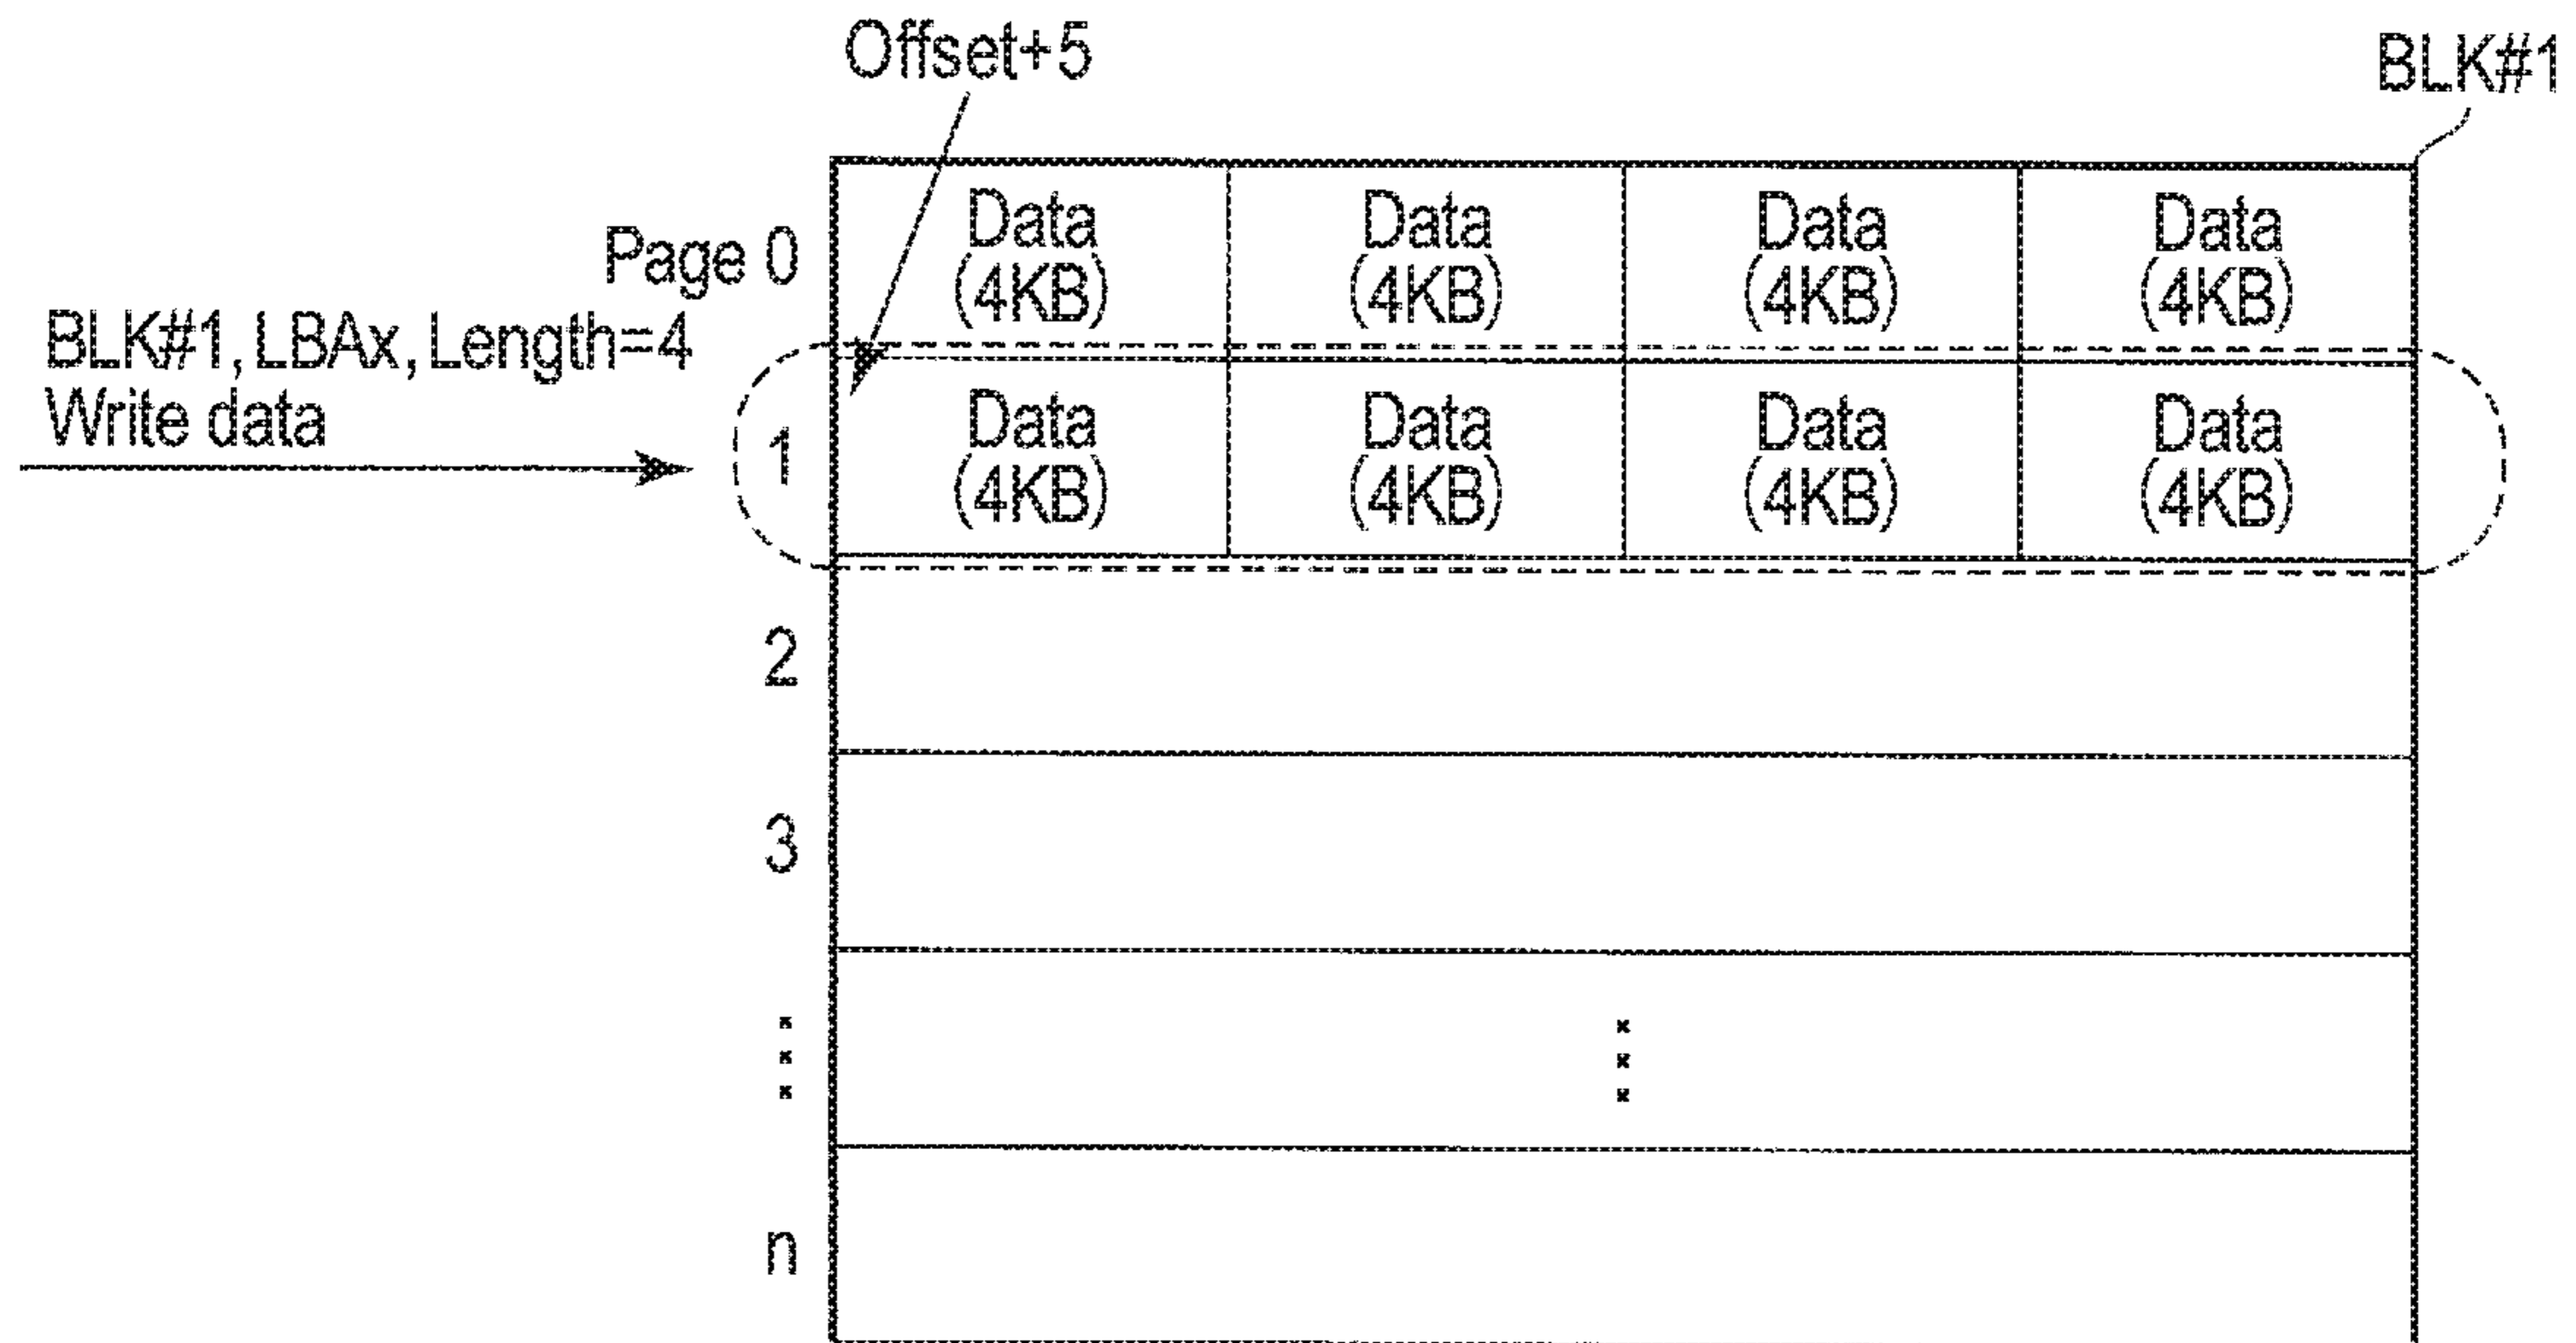 Offset+5
BLK#1
Page 0
Data Data Data Data
(4KB) (4KB) (4KB) (4KB)
BLK#1, LBAx, Length=4
Write data
1
Data Data Data Data
(4KB) (4KB) (4KB) (4KB)
2
3
n